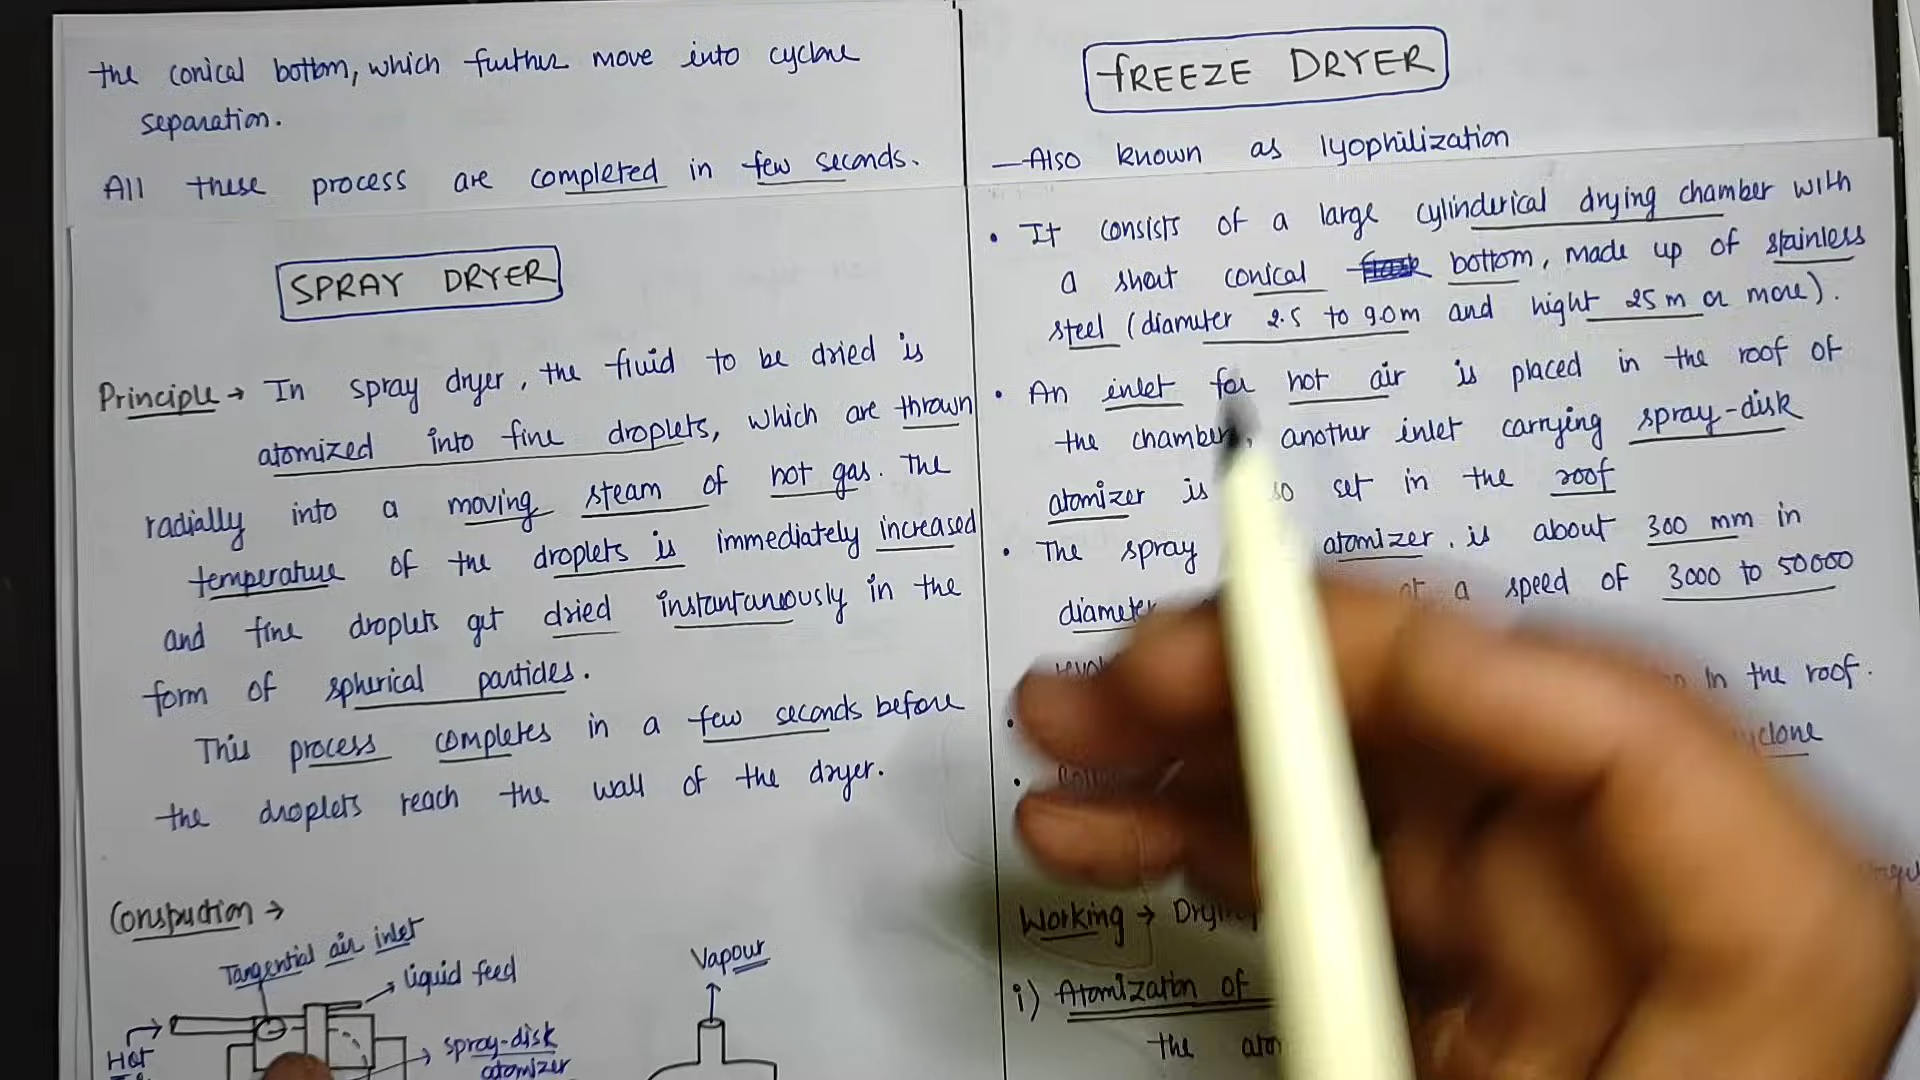 the conical bottom, which further move into cyclone
separation.
All these process are completed in few seconds.
SPRAY DRYER
Principle → In spray dryer, the fluid to be dried is
atomized into fine droplets, which are thrown
radially into a moving steam of hot gas. The
temperature of the droplets is immediately increased
and fine droplets get dried instantaneously in the
form of spherical particles.
This process completes in a few seconds before
the droplets reach the wall of the dryer.
Construction →
Tangential air inlet
liquid feed
Hot
spray-disk
atomizer
Vapour
FREEZE DRYER
— Also known as lyophilization
• It consists of a large cylinderical drying chamber with
a short conical bottom, made up of stainless
steel (diameter 2.5 to 9.0m and hight 25 m or more).
• An inlet for hot air is placed in the roof of
the chamber, another inlet carrying spray-disk
atomizer is set in the roof
• The spray atomizer is about 300 mm in
diameter at a speed of 3000 to 50000
in the roof.
cyclone
Working →
i) Atomization of
the